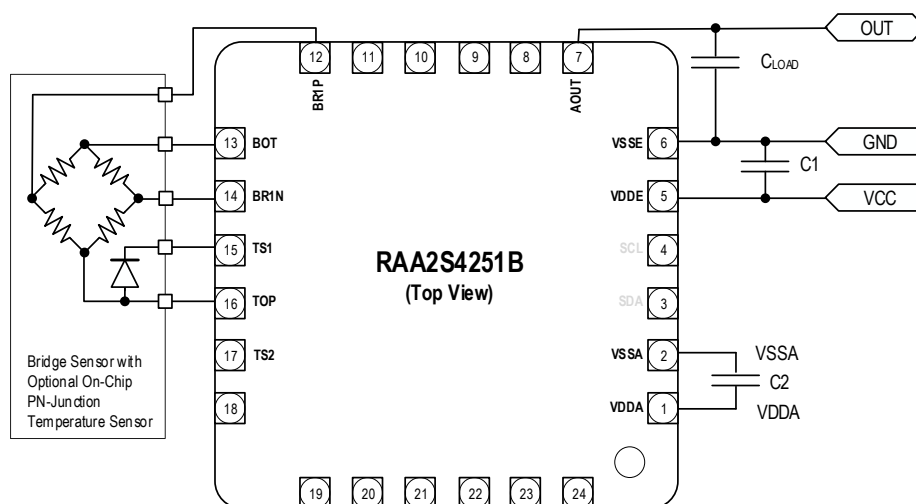 OUT
12
11
10
9
8
7
BR1P
AOUT
CLOAD
13
BOT
VSSE
6
GND
C1
14
BR1N
VDDE
5
VCC
15
TS1
RAA2S4251B
(Top View)
SCL
4
16
TOP
SDA
3
17
TS2
VSSA
2
VSSA
C2
18
VDDA
1
VDDA
Bridge Sensor with
Optional On-Chip
PN-Junction
Temperature Sensor
19
20
21
22
23
24